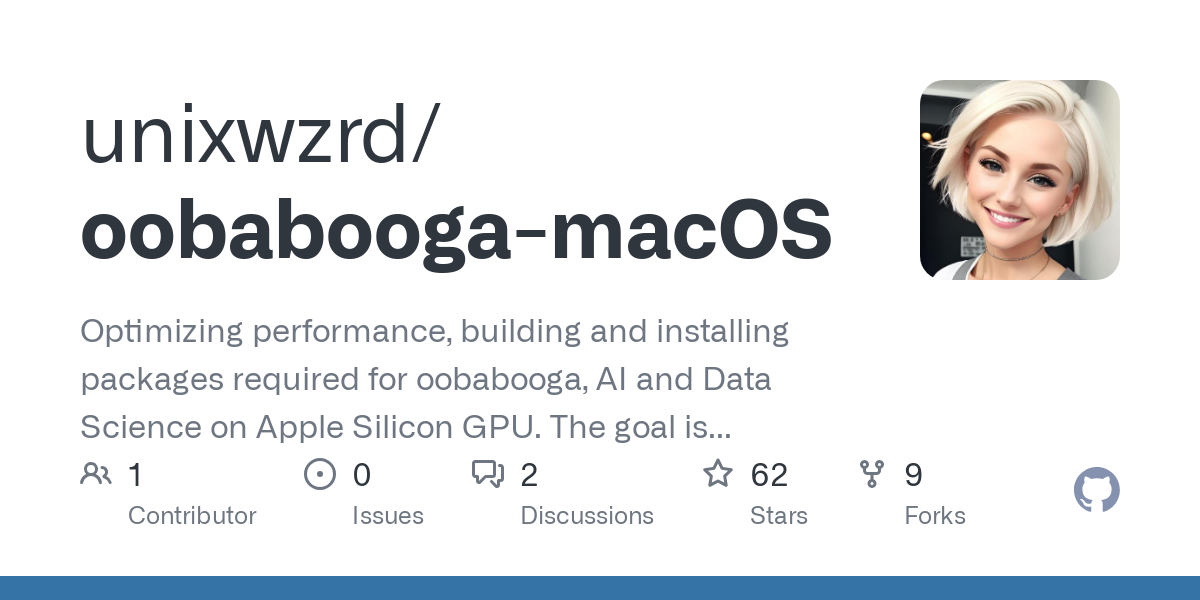 unixwzrd/
oobabooga-macOS
Optimizing performance, building and installing
packages required for oobabooga, AI and Data
Science on Apple Silicon GPU. The goal is...
1
Contributor
0
Issues
2
Discussions
62
Stars
9
Forks